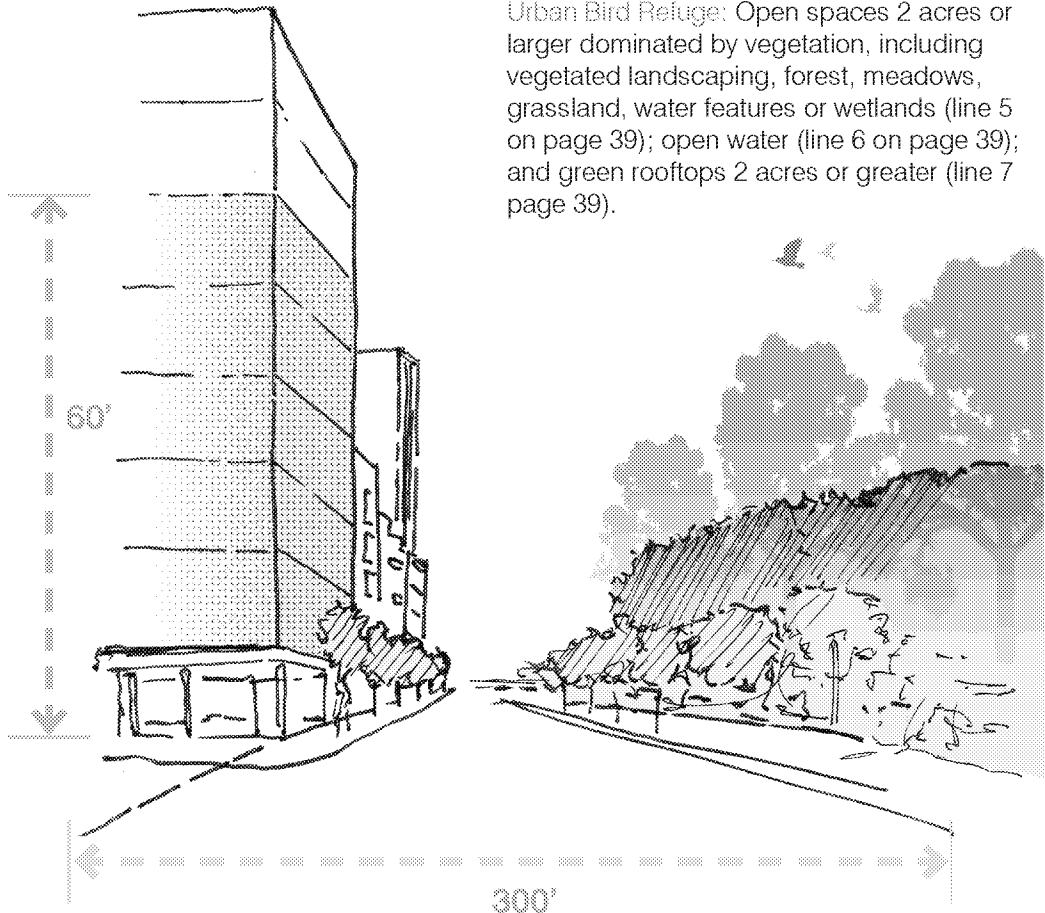 Urban Bird Refuge: Open spaces 2 acres or
larger dominated by vegetation, including
vegetated landscaping, forest, meadows,
grassland, water features or wetlands (line 5
on page 39); open water (line 6 on page 39);
and green rooftops 2 acres or greater (line 7
page 39).
60’
300’